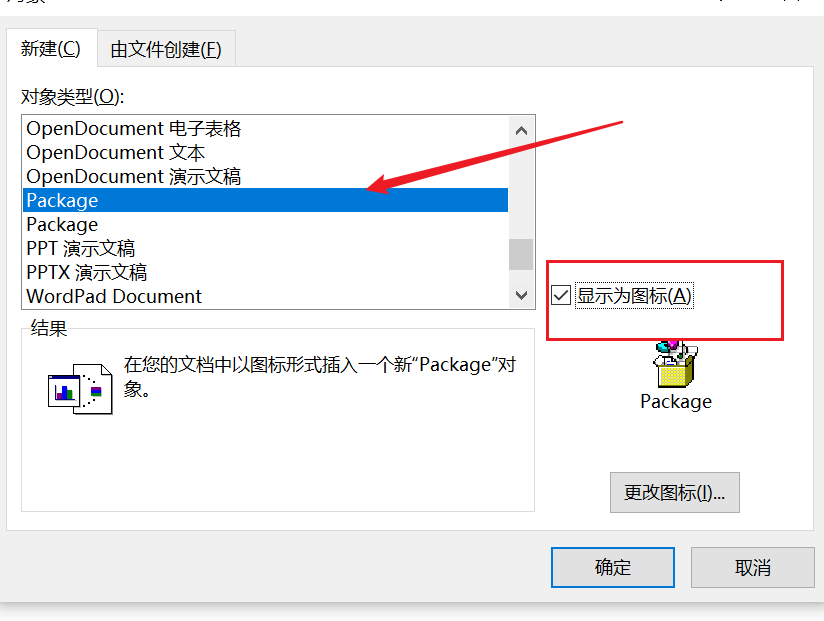 新建(C)
由文件创建(F)
对象类型(O):
OpenDocument 电子表格
OpenDocument 文本
OpenDocument 演示文稿
Package
Package
PPT 演示文稿
PPTX 演示文稿
WordPad Document
显示为图标(A)
结果
在您的文档中以图标形式插入一个新“Package”对
象。
Package
更改图标(I)...
确定
取消